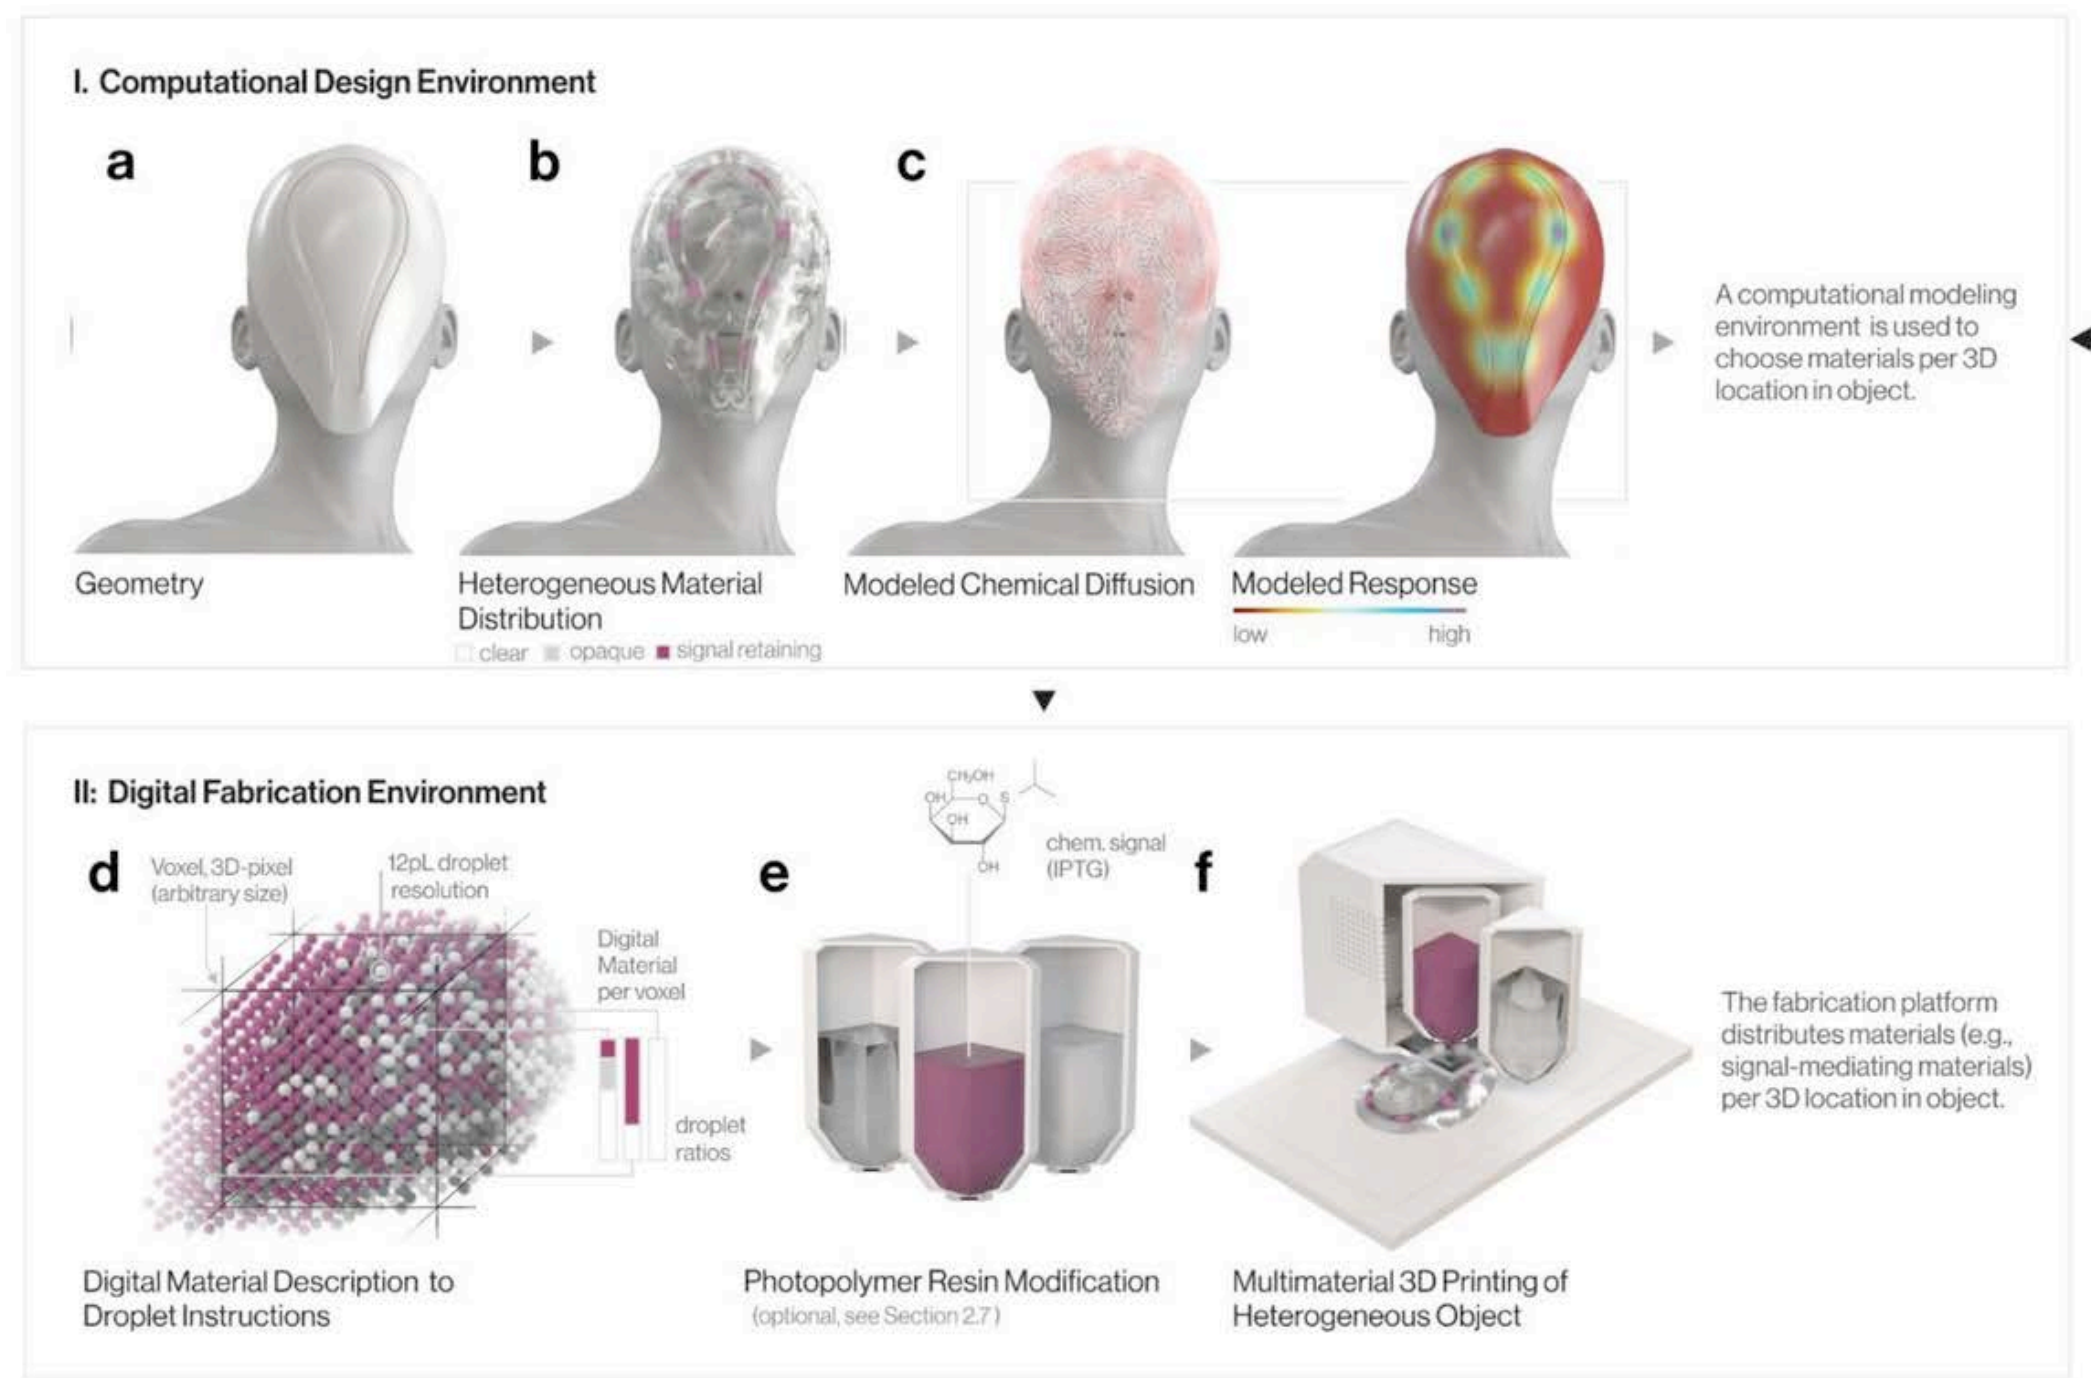 I. Computational Design Environment
a
b
c
A computational modeling
environment is used to
choose materials per 3D
location in object.
Geometry
Heterogeneous Material
Distribution
clear opaque signal retaining
Modeled Chemical Diffusion
Modeled Response
low high
II: Digital Fabrication Environment
d
Voxel, 3D-pixel
(arbitrary size)
12pL droplet
resolution
Digital
Material
per voxel
droplet
ratios
e
CH₂OH
OH
O
S
OH
OH
chem. signal
(IPTG)
f
The fabrication platform
distributes materials (e.g.,
signal-mediating materials)
per 3D location in object.
Digital Material Description to
Droplet Instructions
Photopolymer Resin Modification
(optional, see Section 2.7)
Multimaterial 3D Printing of
Heterogeneous Object